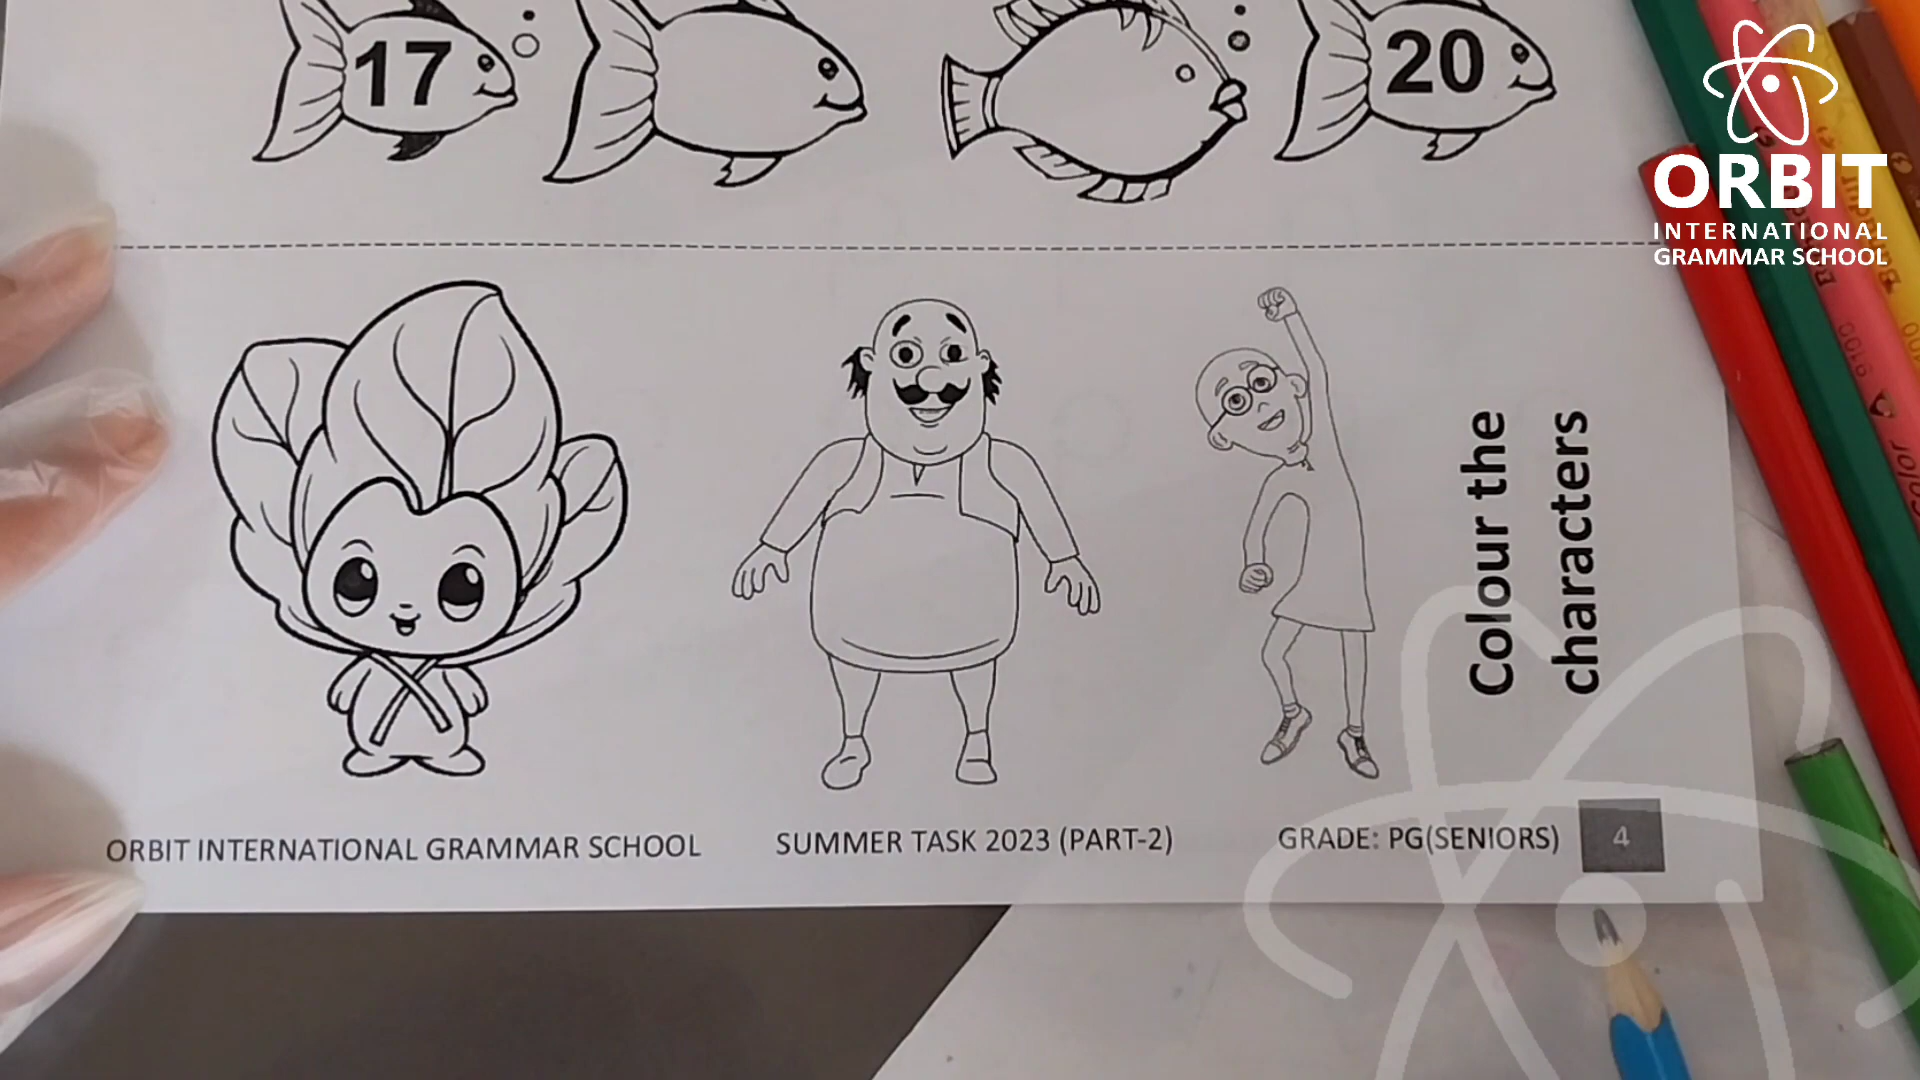 17
20
ORBIT
INTERNATIONAL
GRAMMAR SCHOOL
Colour the
characters
ORBIT INTERNATIONAL GRAMMAR SCHOOL
SUMMER TASK 2023 (PART-2)
GRADE: PG(SENIORS)
4